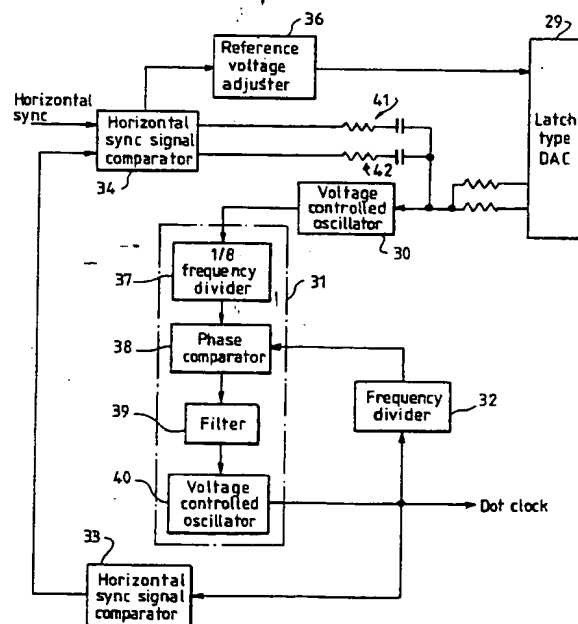 36
29
Reference
voltage
adjuster
Latch
type
DAC
Horizontal
sync
Horizontal
sync signal
comparator
34
41
42
Voltage
controlled
oscillator
30
1/8
frequency
divider
37
31
Phase
comparator
38
Filter
39
Frequency
divider
32
Voltage
controlled
oscillator
40
Dot clock
33
Horizontal
sync signal
comparator